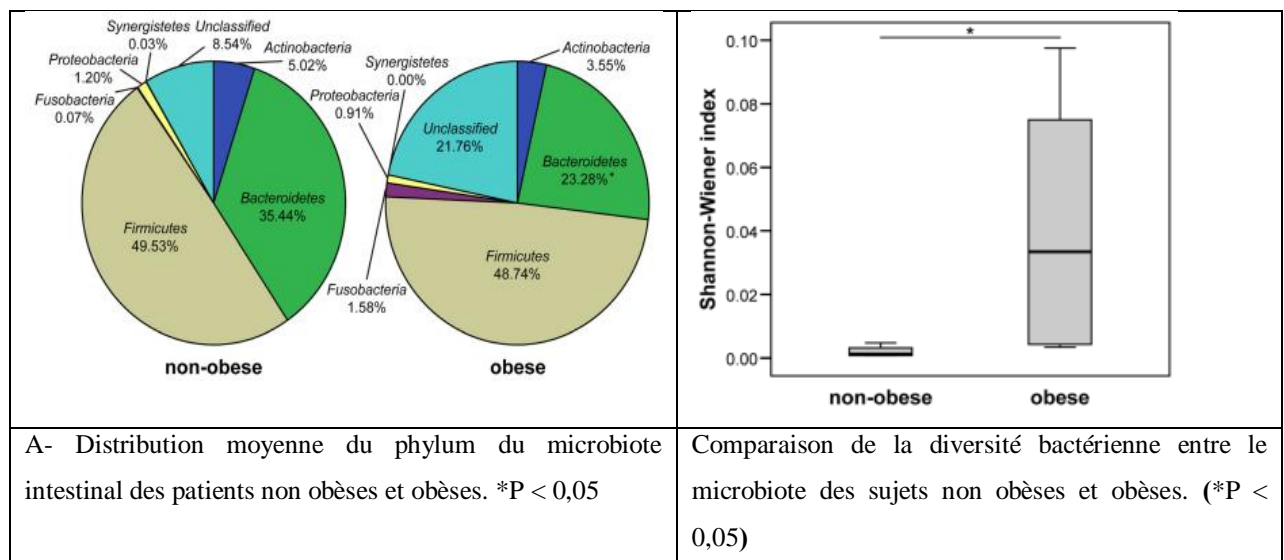 Synergistetes
0.03%
Unclassified
8.54%
Proteobacteria
1.20%
Fusobacteria
0.07%
Actinobacteria
5.02%
Bacteroidetes
35.44%
Firmicutes
49.53%
non-obese
Synergistetes
0.00%
Proteobacteria
0.91%
Actinobacteria
3.55%
Unclassified
21.76%
Bacteroidetes
23.28%*
Firmicutes
48.74%
Fusobacteria
1.58%
obese
*
Shannon-Wiener index
0.10
0.08
0.06
0.04
0.02
0.00
non-obese
obese
A- Distribution moyenne du phylum du microbiote
intestinal des patients non obèses et obèses. *P < 0,05
Comparaison de la diversité bactérienne entre le
microbiote des sujets non obèses et obèses. (*P <
0,05)